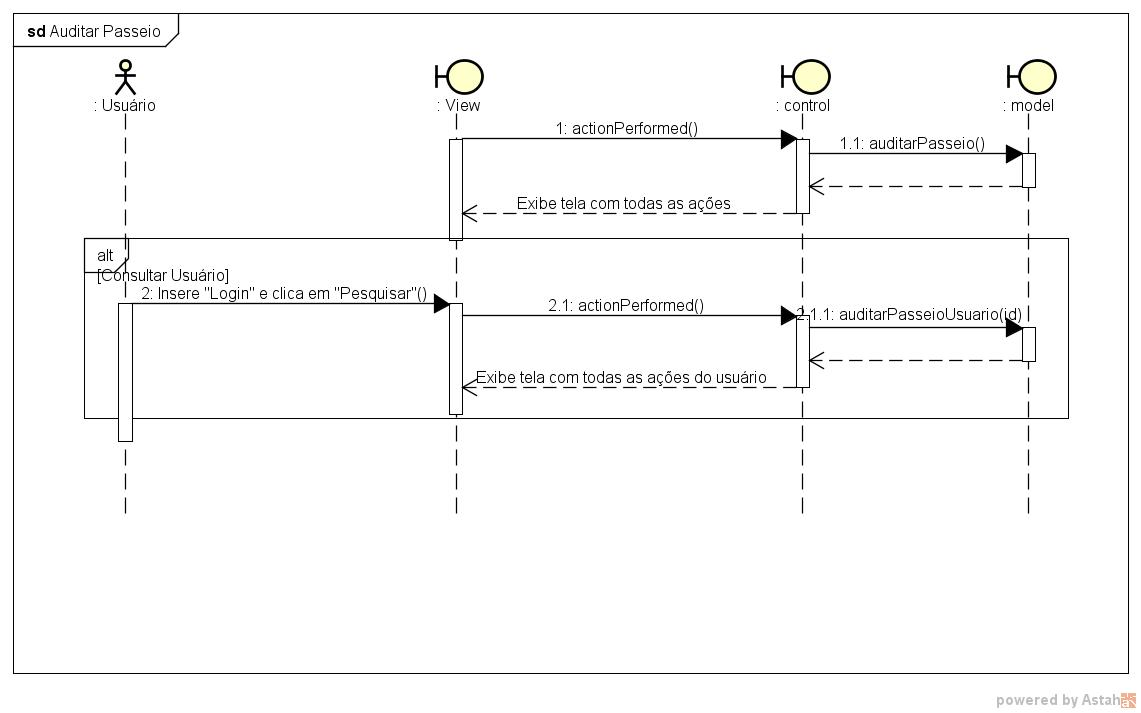 sd Auditar Passeio
: Usuário
: View
: control
: model
1: actionPerformed()
1.1: auditarPasseio()
Exibe tela com todas as ações
alt
[Consultar Usuário]
2: Insere "Login" e clica em "Pesquisar"()
2.1: actionPerformed()
2.1.1: auditarPasseioUsuario(id)
Exibe tela com todas as ações do usuário
powered by Astah